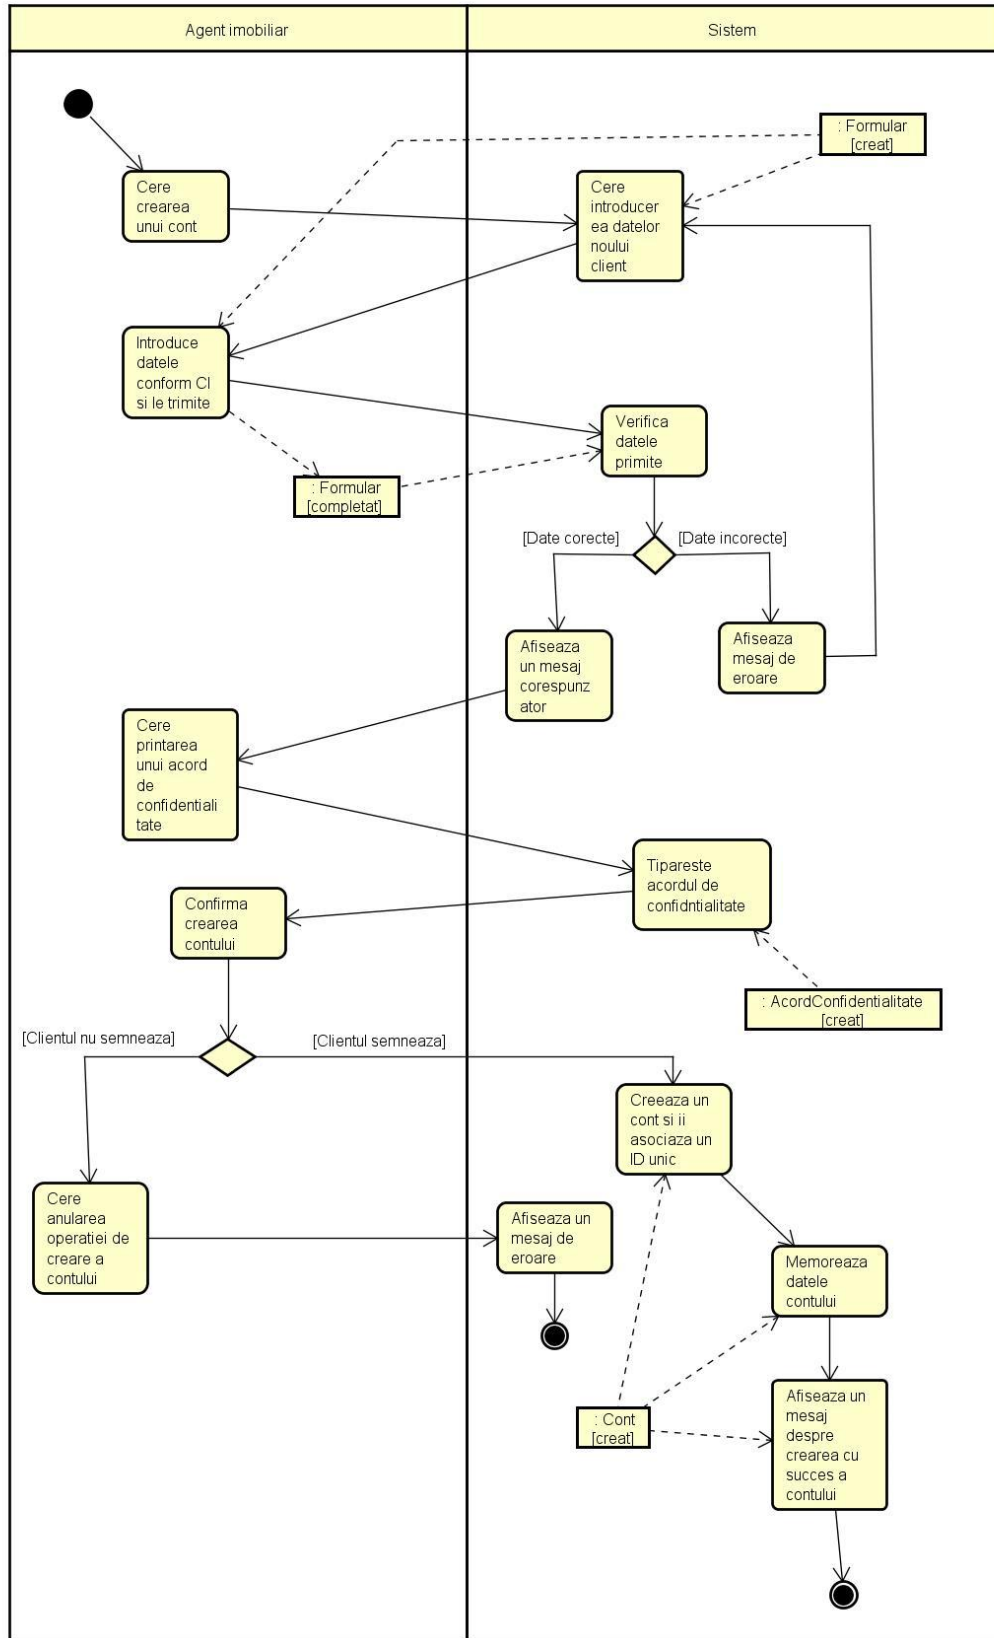 Agent imobiliar
Sistem
: Formular
[creat]
Cere
crearea
unui cont
Cere
introducer
ea datelor
noului
client
Introduce
datele
conform CI
si le trimite
Verifica
datele
primite
: Formular
[completat]
[Date corecte]
[Date incorecte]
Afiseaza
un mesaj
corespunz
ator
Afiseaza
mesaj de
eroare
Cere
printarea
unui acord
de
confidentiali
tate
Tipareste
acordul de
confidntialitate
Confirma
crearea
contului
: AcordConfidentialitate
[creat]
[Clientul nu semneaza]
[Clientul semneaza]
Creeaza un
cont si ii
asociaza un
ID unic
Cere
anularea
operatiei de
creare a
contului
Afiseaza un
mesaj de
eroare
Memoreaza
datele
contului
: Cont
[creat]
Afiseaza un
mesaj
despre
crearea cu
succes a
contului